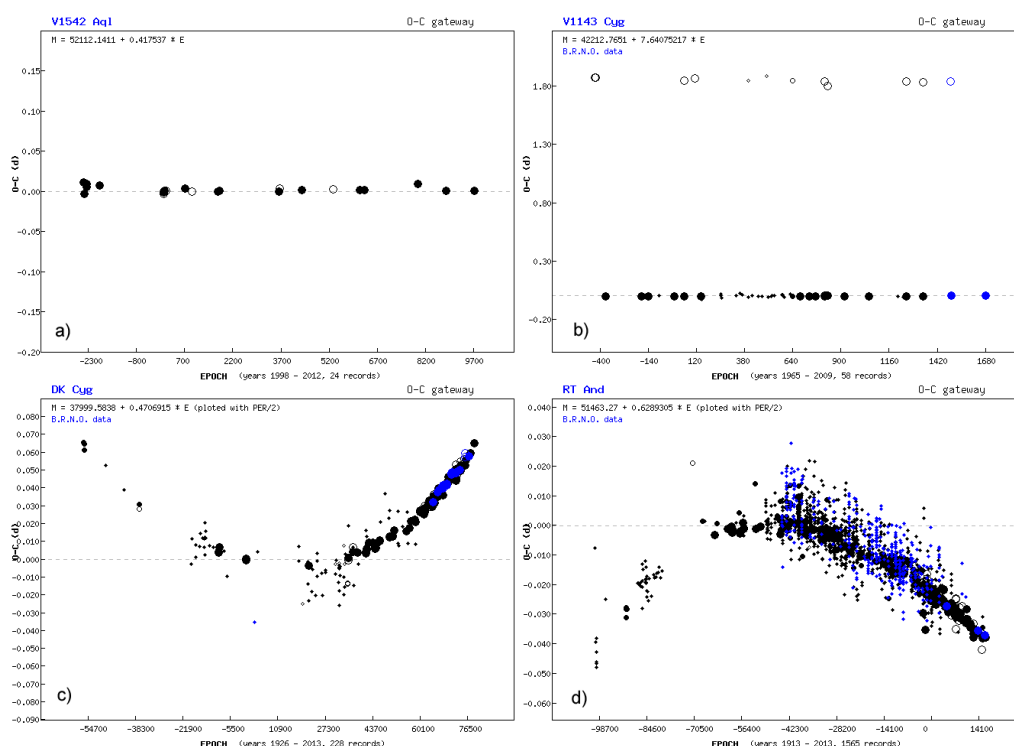 V1542 Aql O-C gateway
M = 52112.1411 + 0.417537 * E
0.15
0.10
0.05
0.00
-0.05
-0.10
-0.15
-0.20
O-C (d)
a)
-2300 -800 700 2200 3700 5200 6700 8200 9700
EPOCH (years 1998 - 2012, 24 records)
V1143 Cyg O-C gateway
M = 42212.7651 + 7.64075217 * E
B.R.N.O. data
1.80
1.30
0.30
-0.20
O-C (d)
b)
-400 -140 120 380 640 900 1160 1420 1680
EPOCH (years 1965 - 2009, 58 records)
DK Cyg O-C gateway
M = 37999.5838 + 0.4706915 * E (ploted with PER/2)
B.R.N.O. data
0.080
0.070
0.060
0.050
0.040
0.030
0.020
0.010
0.000
-0.010
-0.020
-0.030
-0.040
-0.050
-0.060
-0.070
-0.080
-0.090
O-C (d)
c)
-54700 -38300 -21900 -5500 10900 27300 43700 60100 76500
EPOCH (years 1926 - 2013, 228 records)
RT And O-C gateway
M = 51463.27 + 0.6289305 * E (ploted with PER/2)
B.R.N.O. data
0.040
0.030
0.020
0.010
0.000
-0.010
-0.020
-0.030
-0.040
-0.050
-0.060
O-C (d)
d)
-98700 -84600 -70500 -56400 -42300 -28200 -14100 0 14100
EPOCH (years 1913 - 2013, 1565 records)